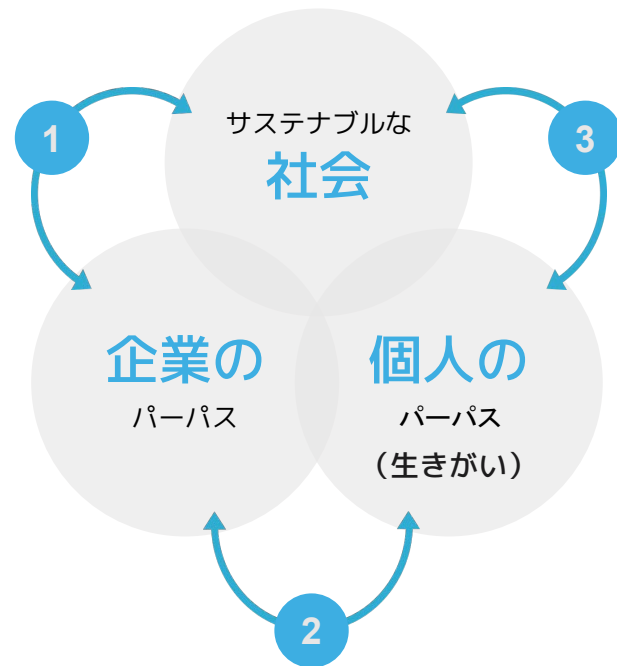 1
3
サステナブルな
社会
企業の
パーパス
個人の
パーパス
（生きがい）
2